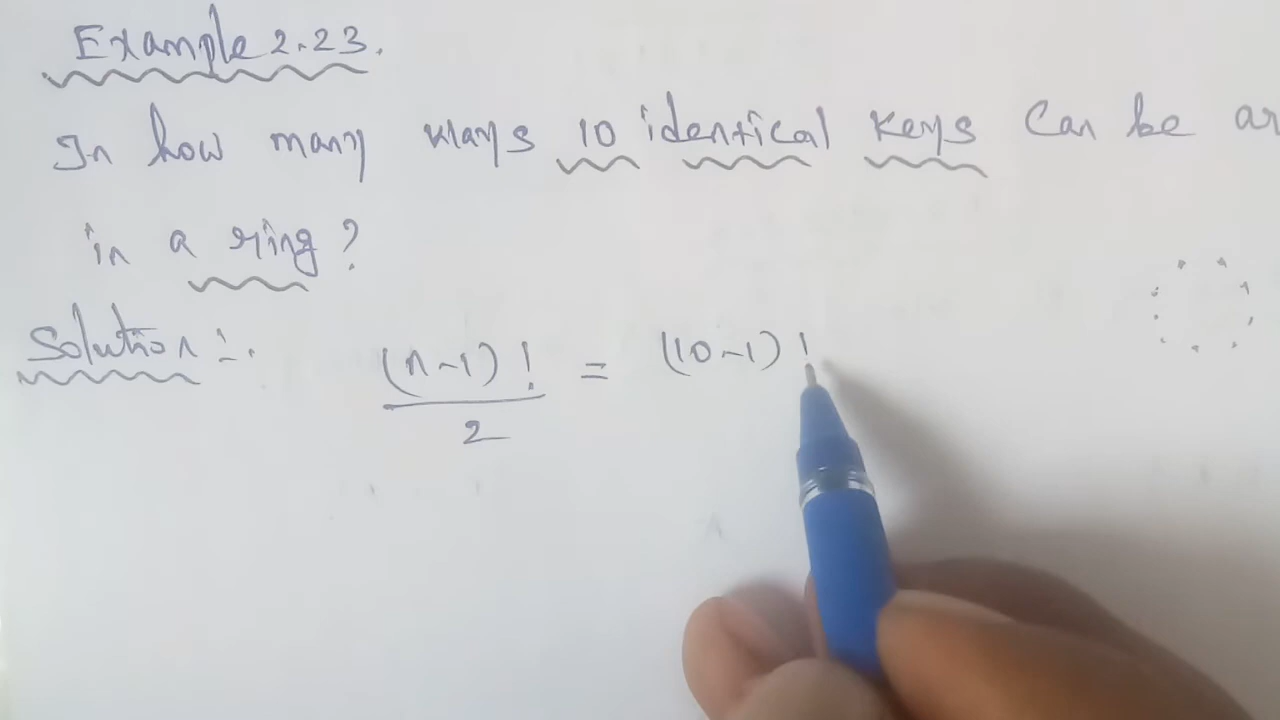 Example 2.23.
In how many ways 10 identical keys can be ar
in a ring?
Solution :-.
(n-1)! / 2 = (10-1)!